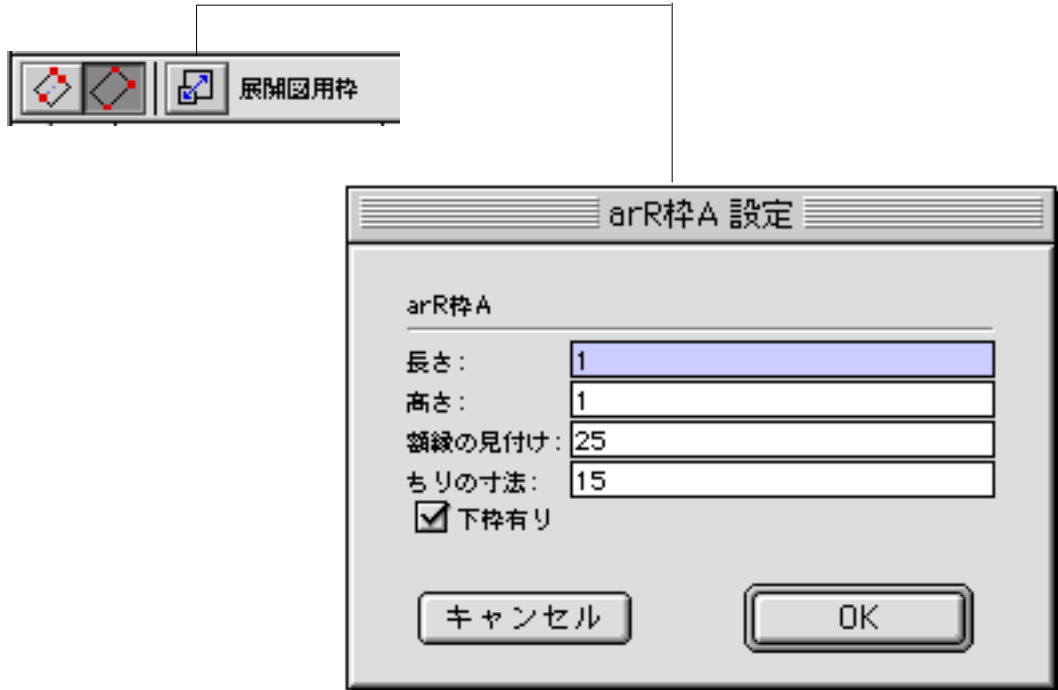 展開図用枠
arR枠A 設定
arR枠A
長さ: 1
高さ: 1
額縁の見付け: 25
ちりの寸法: 15
下枠有り
キャンセル OK